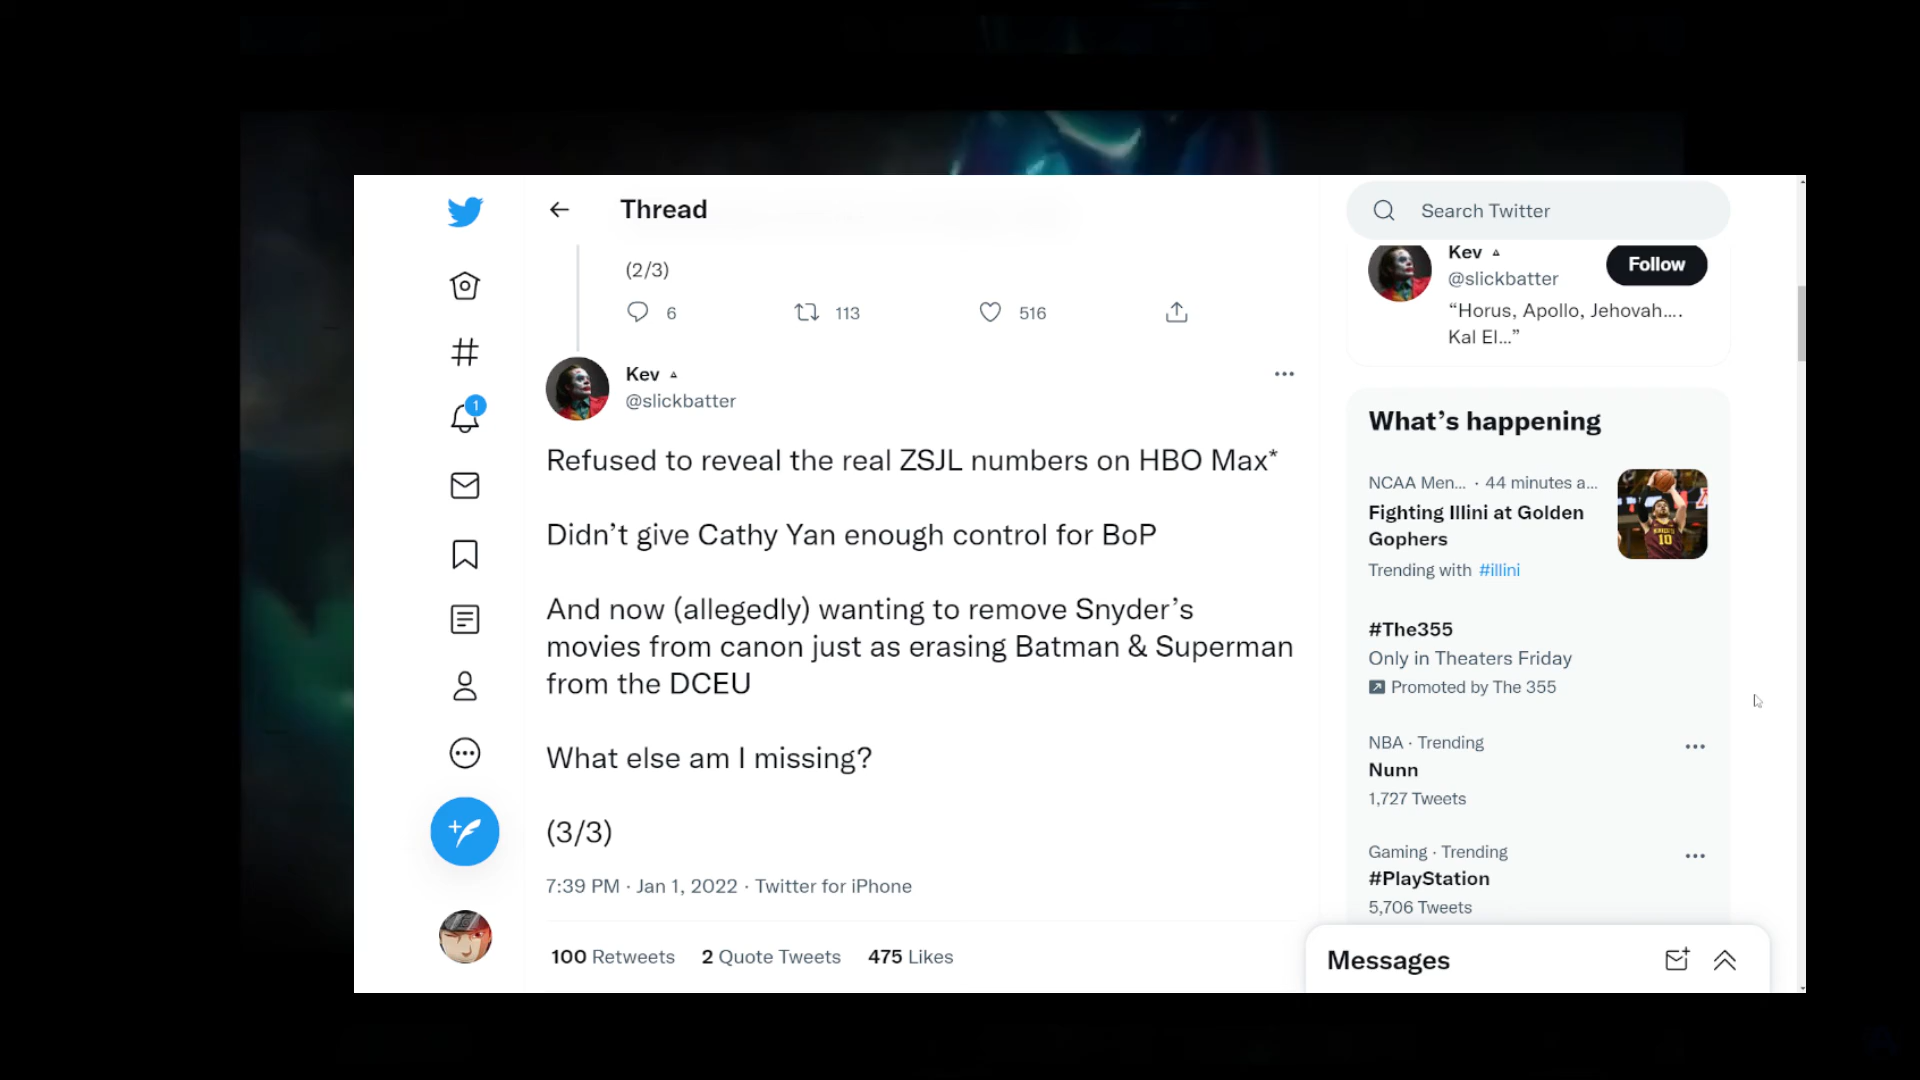 Thread
(2/3)
6 113 516
Kev
@slickbatter
Refused to reveal the real ZSJL numbers on HBO Max*
Didn’t give Cathy Yan enough control for BoP
And now (allegedly) wanting to remove Snyder’s
movies from canon just as erasing Batman & Superman
from the DCEU
What else am I missing?
(3/3)
7:39 PM · Jan 1, 2022 · Twitter for iPhone
100 Retweets 2 Quote Tweets 475 Likes
1
Search Twitter
Kev
@slickbatter
Follow
“Horus, Apollo, Jehovah....
Kal El...”
What’s happening
NCAA Men... · 44 minutes a...
Fighting Illini at Golden
Gophers
Trending with #illini
10
#The355
Only in Theaters Friday
Promoted by The 355
NBA · Trending
Nunn
1,727 Tweets
Gaming · Trending
#PlayStation
5,706 Tweets
Messages